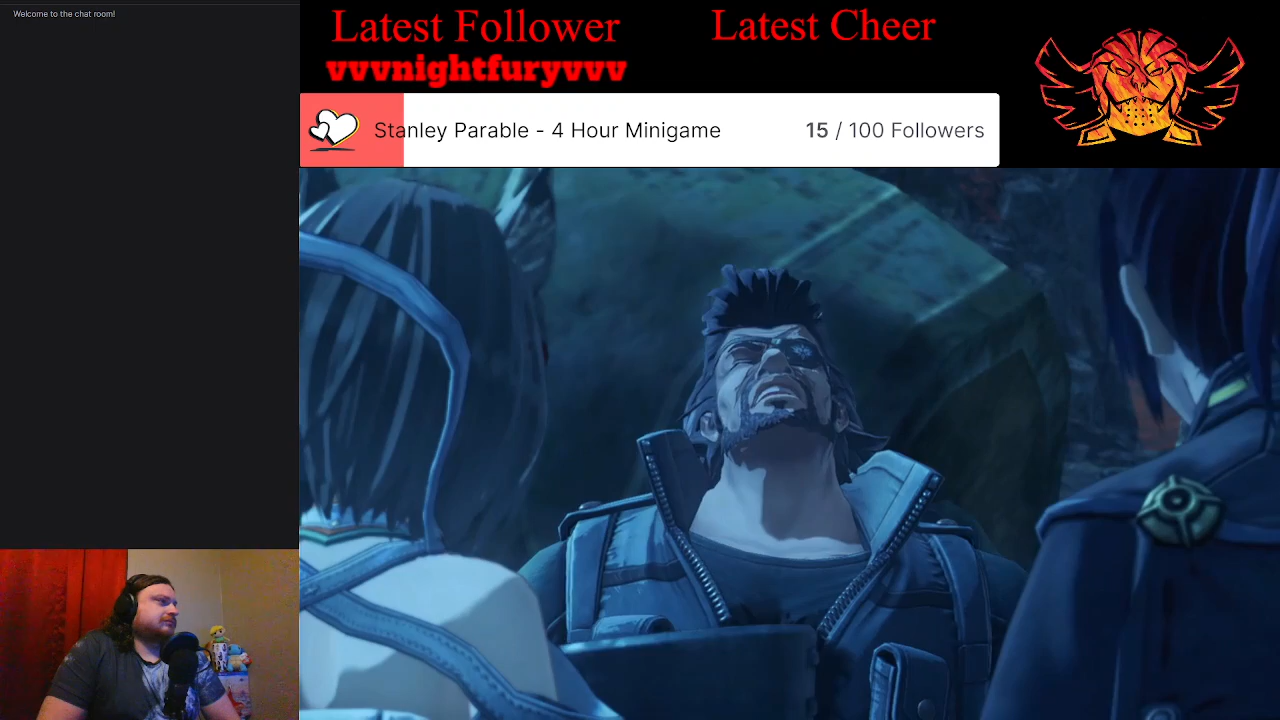 Welcome to the chat room!
Latest Follower
vvvnightfuryvvv
Latest Cheer
Stanley Parable - 4 Hour Minigame
15 / 100 Followers